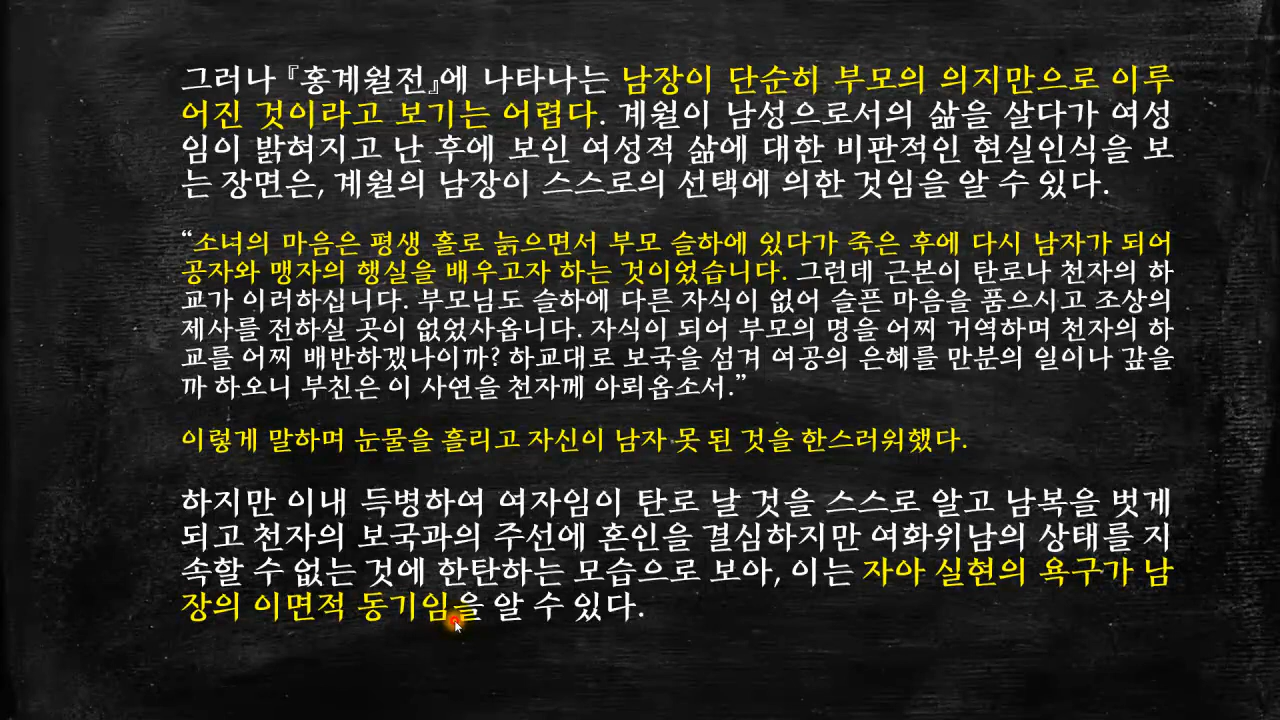 그러나 『홍계월전』에 나타나는 남장이 단순히 부모의 의지만으로 이루
어진 것이라고 보기는 어렵다. 계월이 남성으로서의 삶을 살다가 여성
임이 밝혀지고 난 후에 보인 여성적 삶에 대한 비판적인 현실인식을 보
는 장면은, 계월의 남장이 스스로의 선택에 의한 것임을 알 수 있다.
“소녀의 마음은 평생 홀로 늙으면서 부모 슬하에 있다가 죽은 후에 다시 남자가 되어
공자와 맹자의 행실을 배우고자 하는 것이었습니다. 그런데 근본이 탄로나 천자의 하
교가 이러하십니다. 부모님도 슬하에 다른 자식이 없어 슬픈 마음을 품으시고 조상의
제사를 전하실 곳이 없었사옵니다. 자식이 되어 부모의 명을 어찌 거역하며 천자의 하
교를 어찌 배반하겠나이까? 하교대로 보국을 섬겨 여공의 은혜를 만분의 일이나 갚을
까 하오니 부친은 이 사연을 천자께 아뢰옵소서.”
이렇게 말하며 눈물을 흘리고 자신이 남자 못 된 것을 한스러워했다.
하지만 이내 득병하여 여자임이 탄로 날 것을 스스로 알고 남복을 벗게
되고 천자의 보국과의 주선에 혼인을 결심하지만 여화위남의 상태를 지
속할 수 없는 것에 한탄하는 모습으로 보아, 이는 자아 실현의 욕구가 남
장의 이면적 동기임을 알 수 있다.